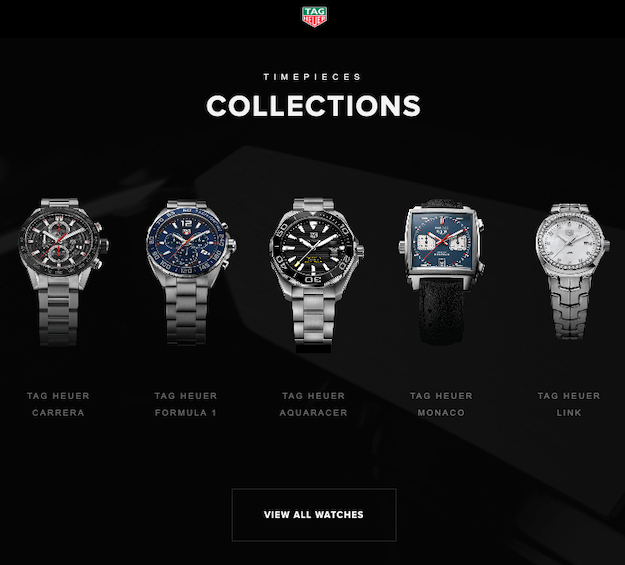 TAG
HEUER
TIMEPIECES
COLLECTIONS
TAG HEUER
CARRERA
TAG HEUER
FORMULA 1
TAG HEUER
AQUARACER
TAG HEUER
MONACO
TAG HEUER
LINK
VIEW ALL WATCHES